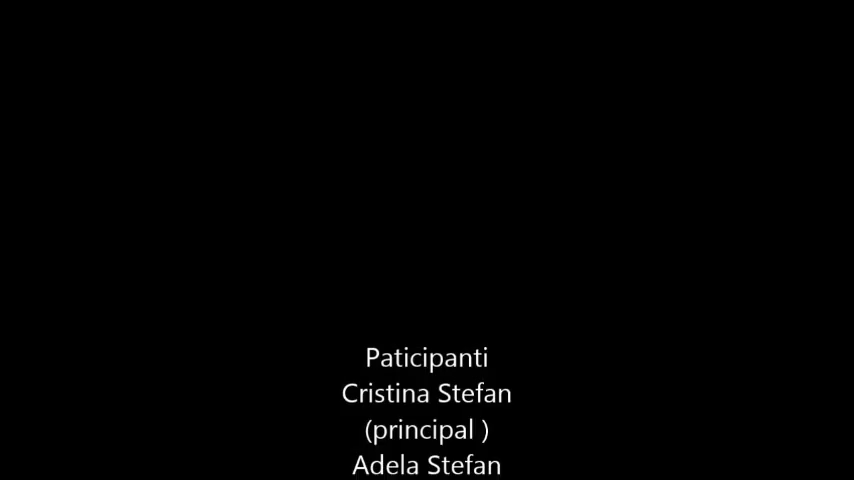 Paticipanti
Cristina Stefan
(principal )
Adela Stefan